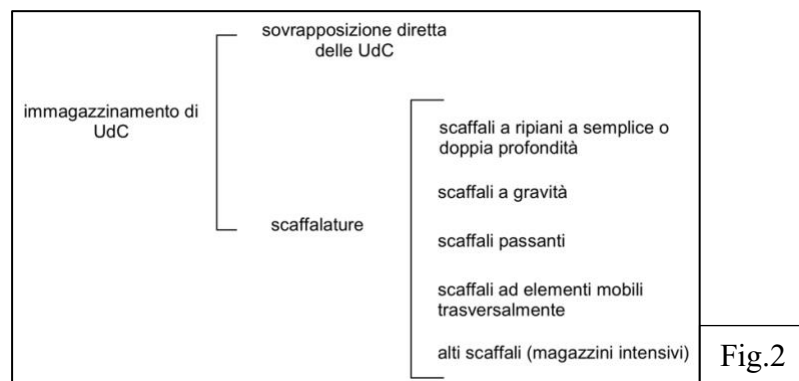 sovrapposizione diretta
delle UdC
immagazzinamento di
UdC
scaffalature
scaffali a ripiani a semplice o
doppia profondità
scaffali a gravità
scaffali passanti
scaffali ad elementi mobili
trasversalmente
alti scaffali (magazzini intensivi)
Fig.2